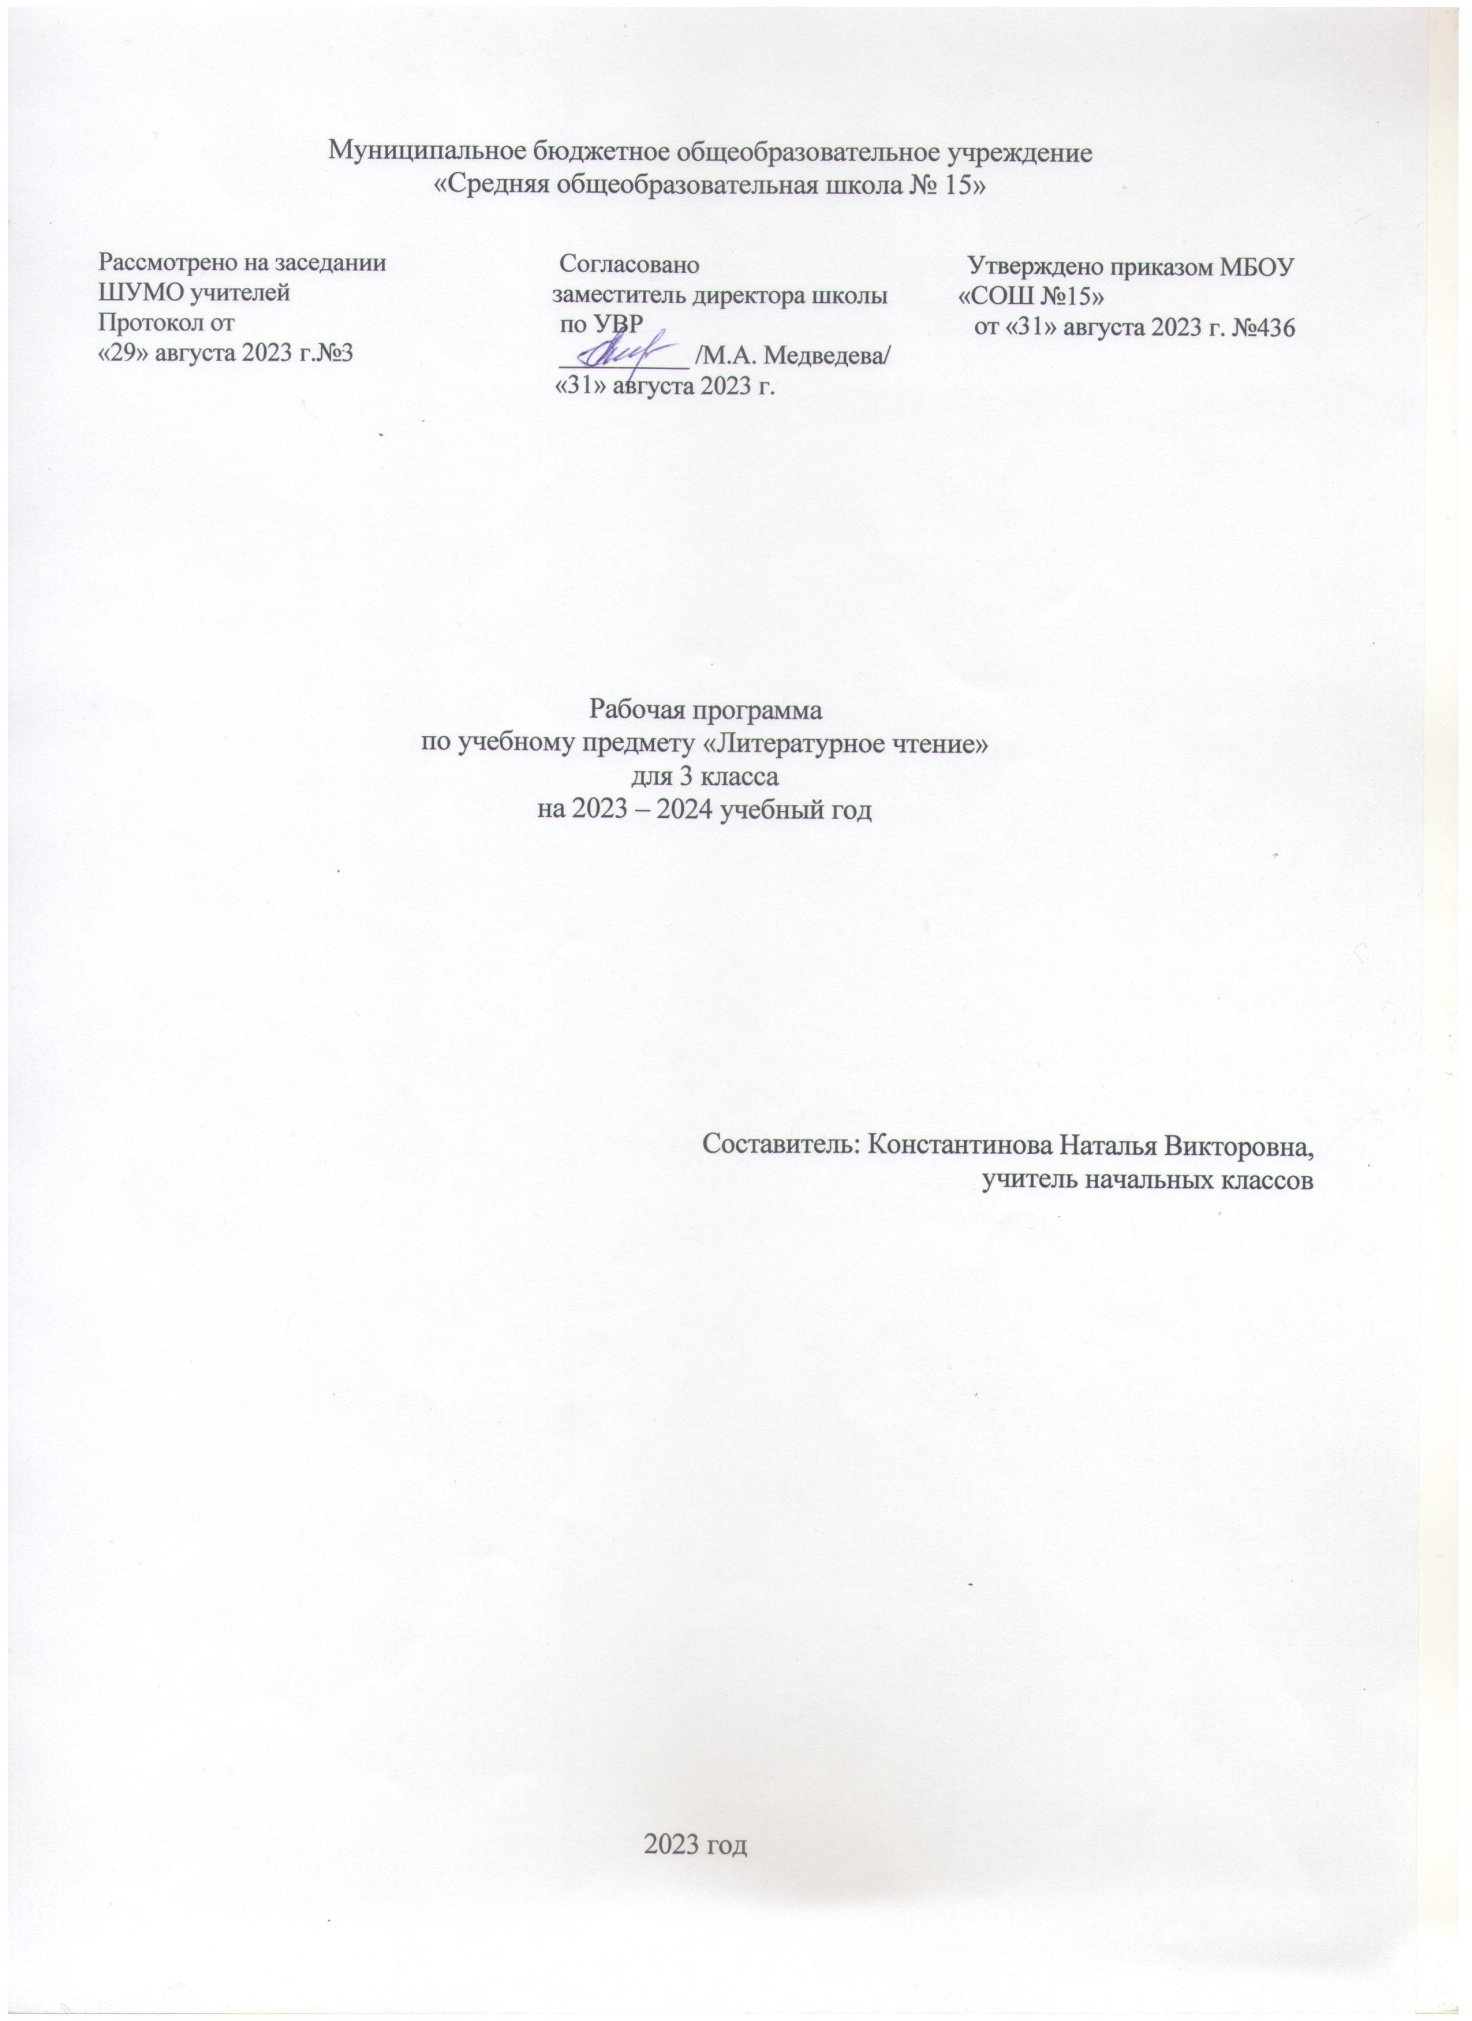 Муниципальное бюджетное общеобразовательное учреждение
«Средняя общеобразовательная школа № 15»
Рассмотрено на заседании
ШУМО учителей
Протокол от
«29» августа 2023 г.№3
Согласовано
заместитель директора школы
по УВР
__________ /М.А. Медведева/
«31» августа 2023 г.
Утверждено приказом МБОУ
«СОШ №15»
от «31» августа 2023 г. №436
Рабочая программа
по учебному предмету «Литературное чтение»
для 3 класса
на 2023 – 2024 учебный год
Составитель: Константинова Наталья Викторовна,
учитель начальных классов
2023 год